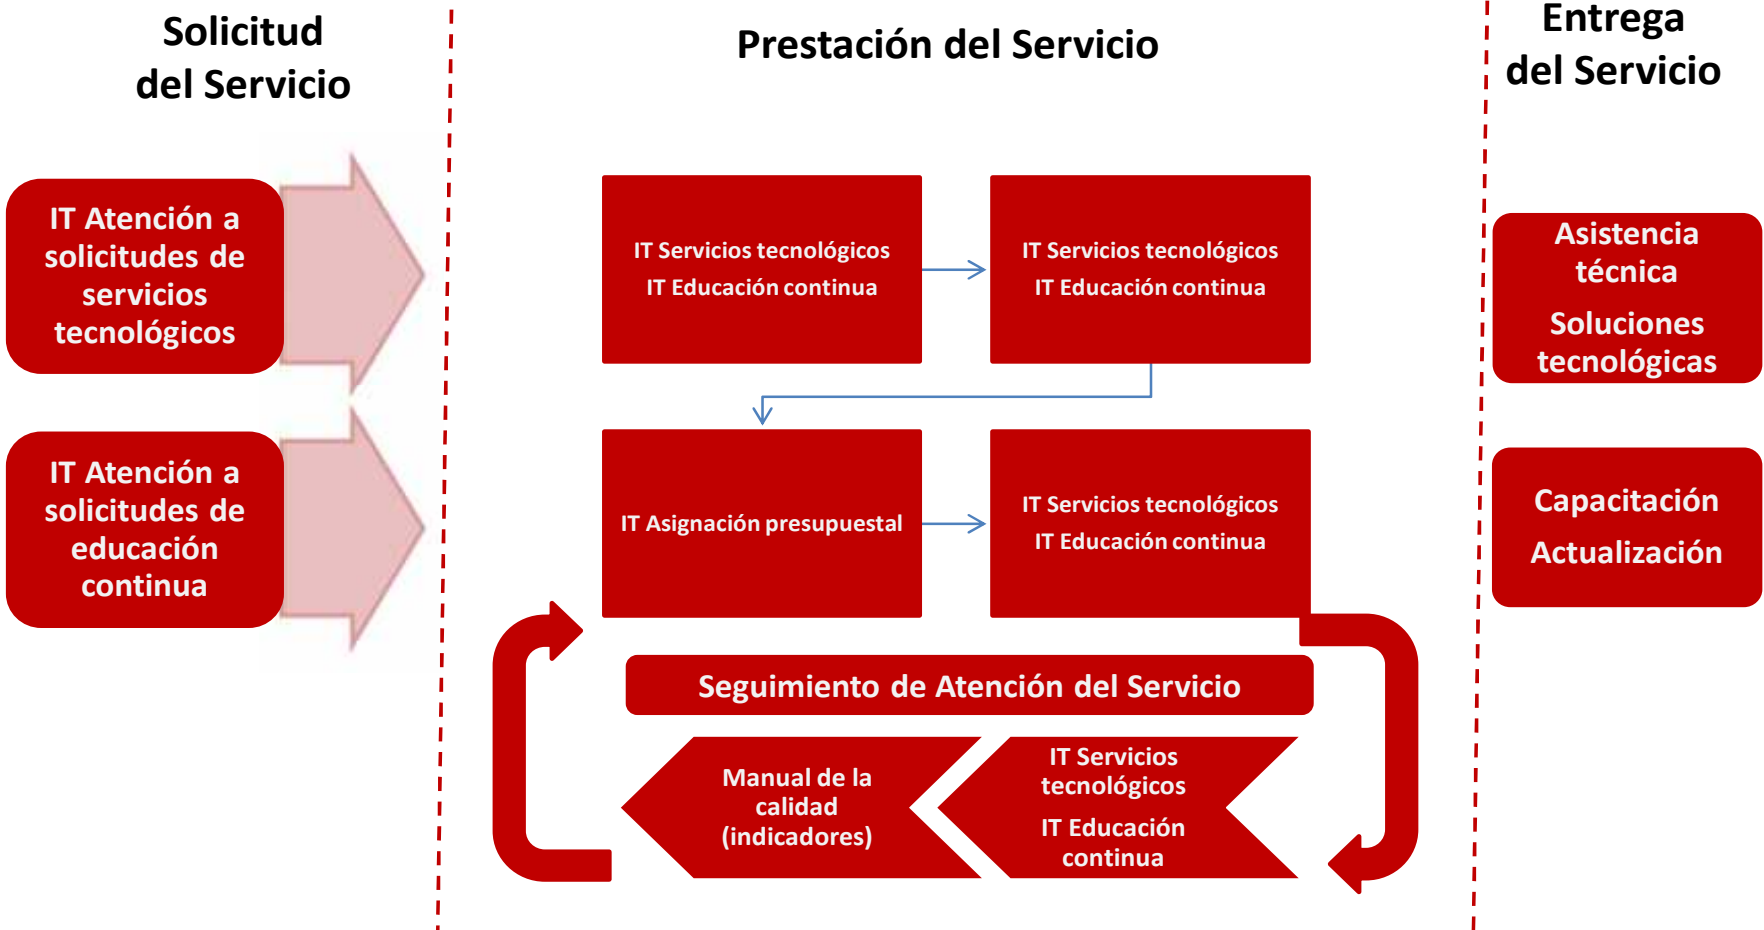 Solicitud
del Servicio
Prestación del Servicio
Entrega
del Servicio
IT Atención a
solicitudes de
servicios
tecnológicos
IT Atención a
solicitudes de
educación
continua
IT Servicios tecnológicos
IT Educación continua
IT Servicios tecnológicos
IT Educación continua
IT Asignación presupuestal
IT Servicios tecnológicos
IT Educación continua
Seguimiento de Atención del Servicio
Manual de la
calidad
(indicadores)
IT Servicios
tecnológicos
IT Educación
continua
Asistencia
técnica
Soluciones
tecnológicas
Capacitación
Actualización